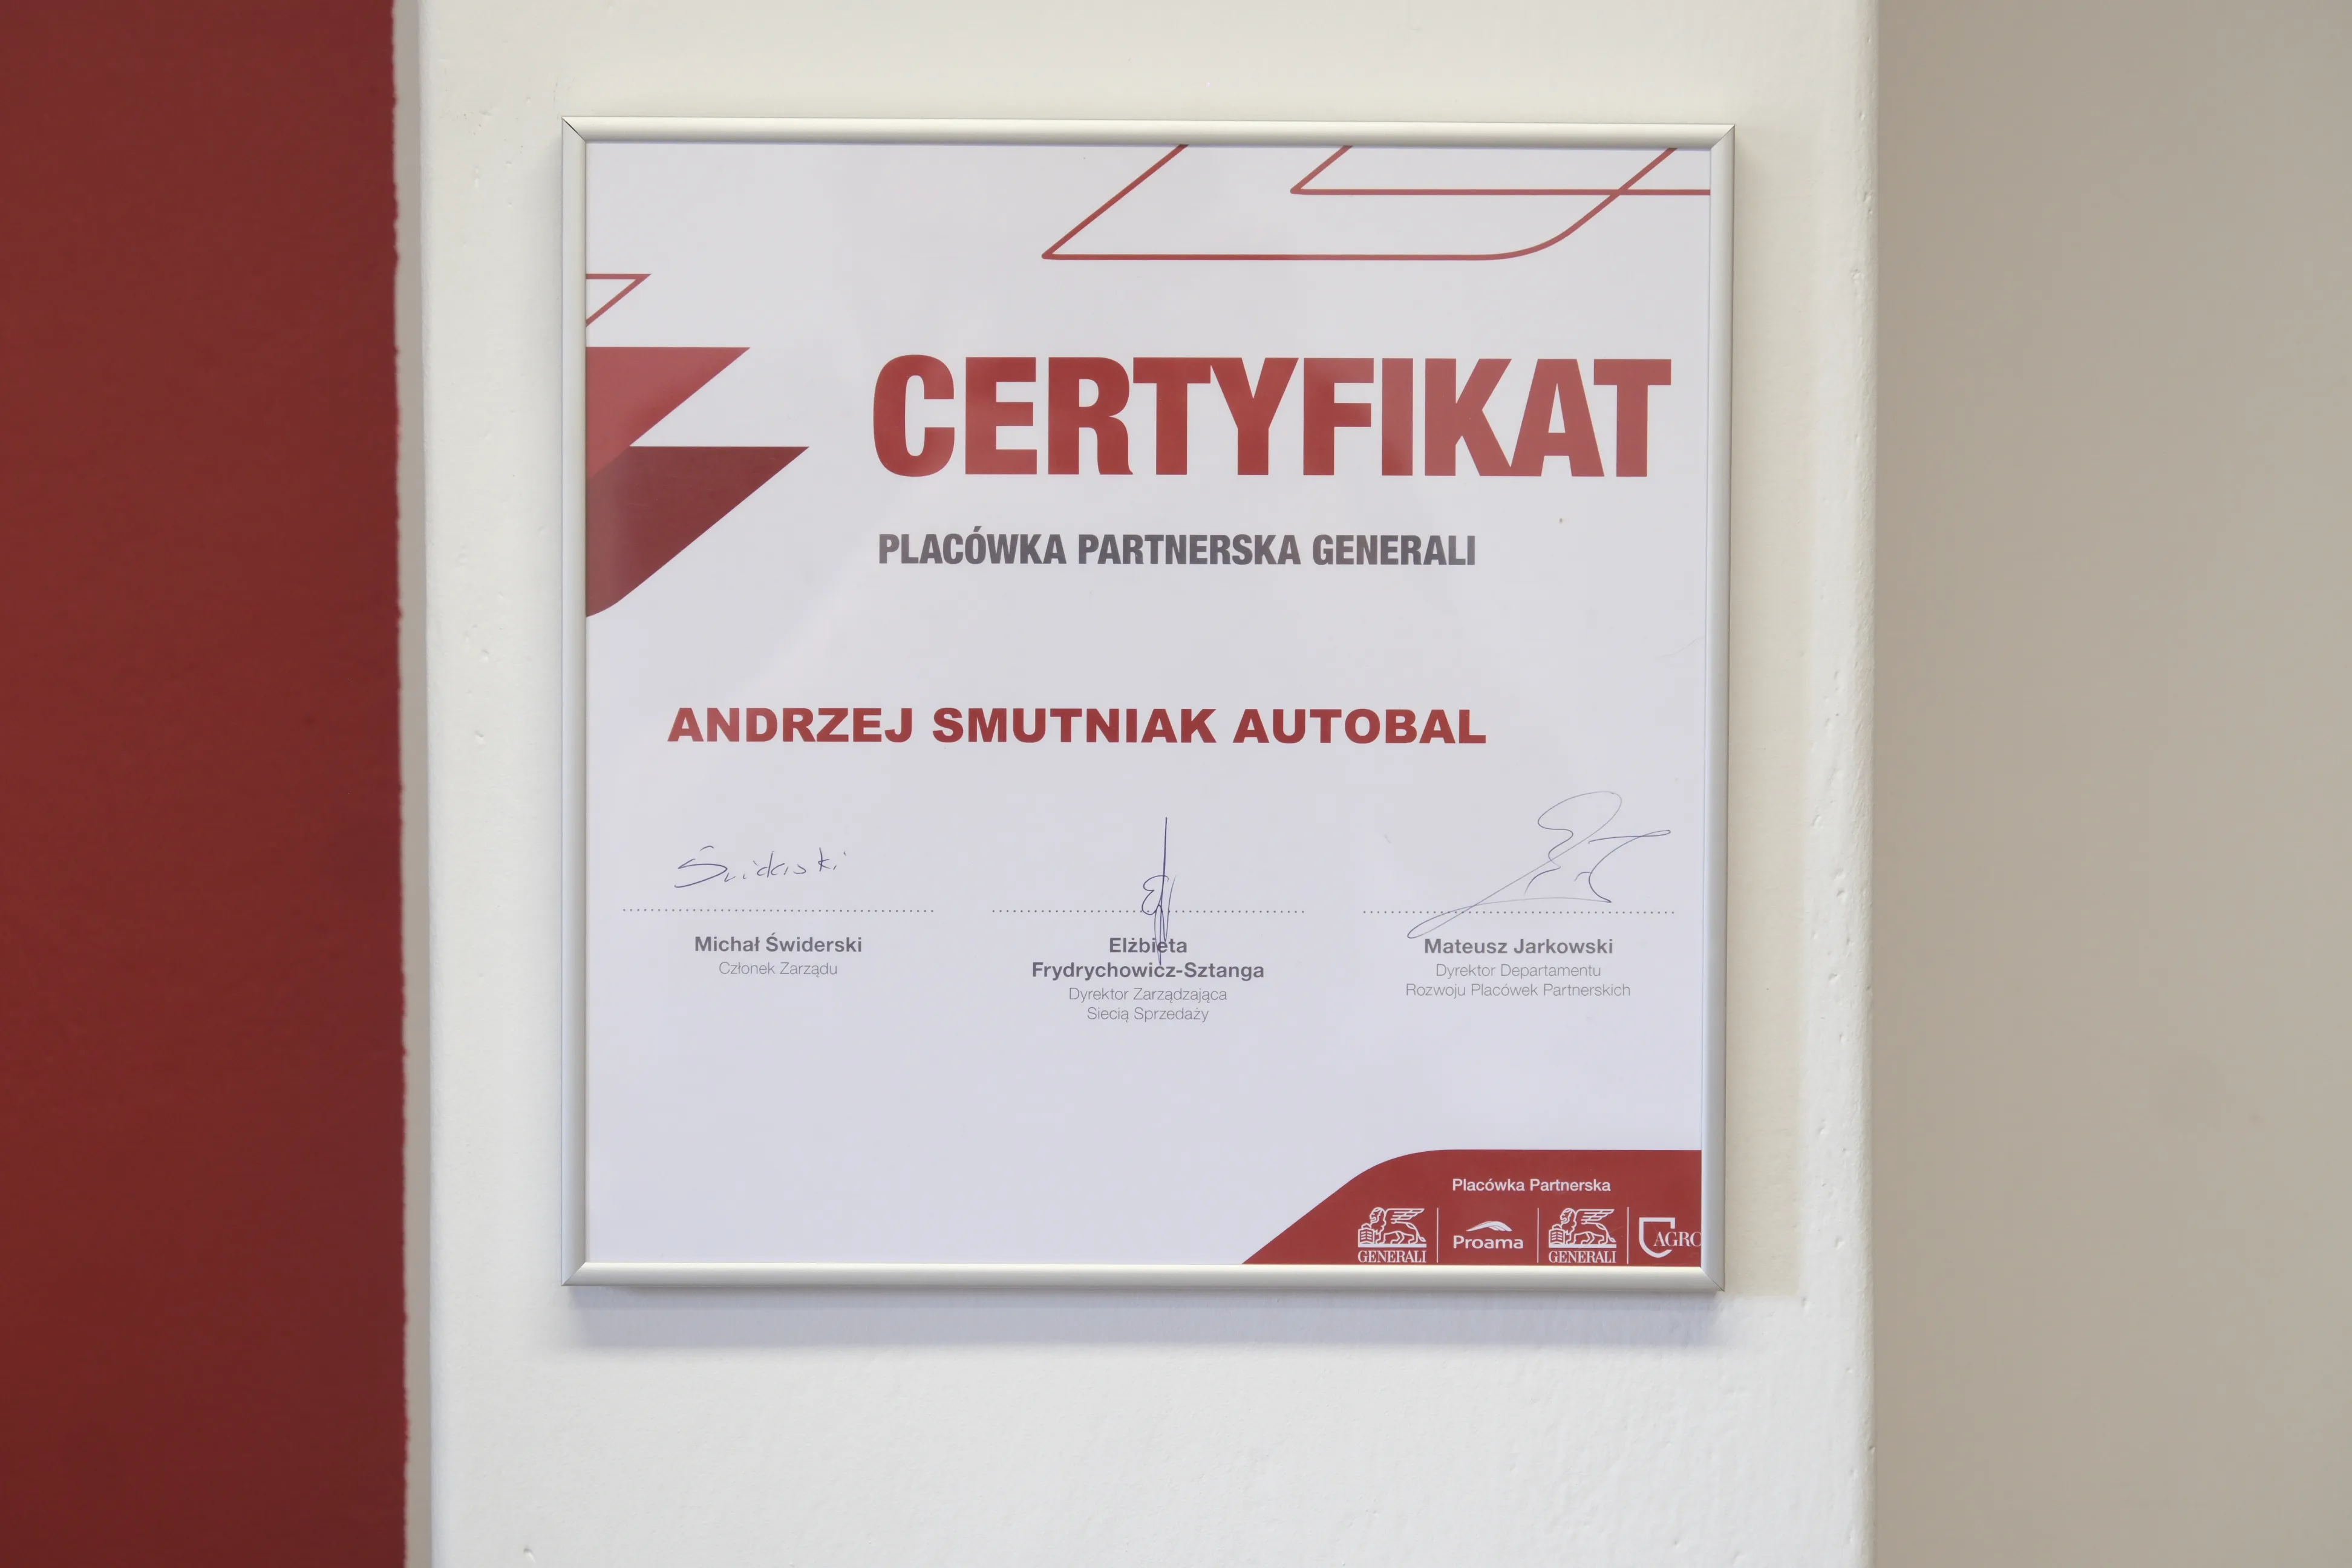 CERTYFIKAT
PLACÓWKA PARTNERSKA GENERALI
ANDRZEJ SMUTNIAK AUTOBAL
Świderski
Michał Świderski
Członek Zarządu
Elżbieta
Frydrychowicz-Sztanga
Dyrektor Zarządzająca
Siecią Sprzedaży
Mateusz Jarkowski
Dyrektor Departamentu
Rozwoju Placówek Partnerskich
Placówka Partnerska
GENERALI
Proama
GENERALI
AGRO